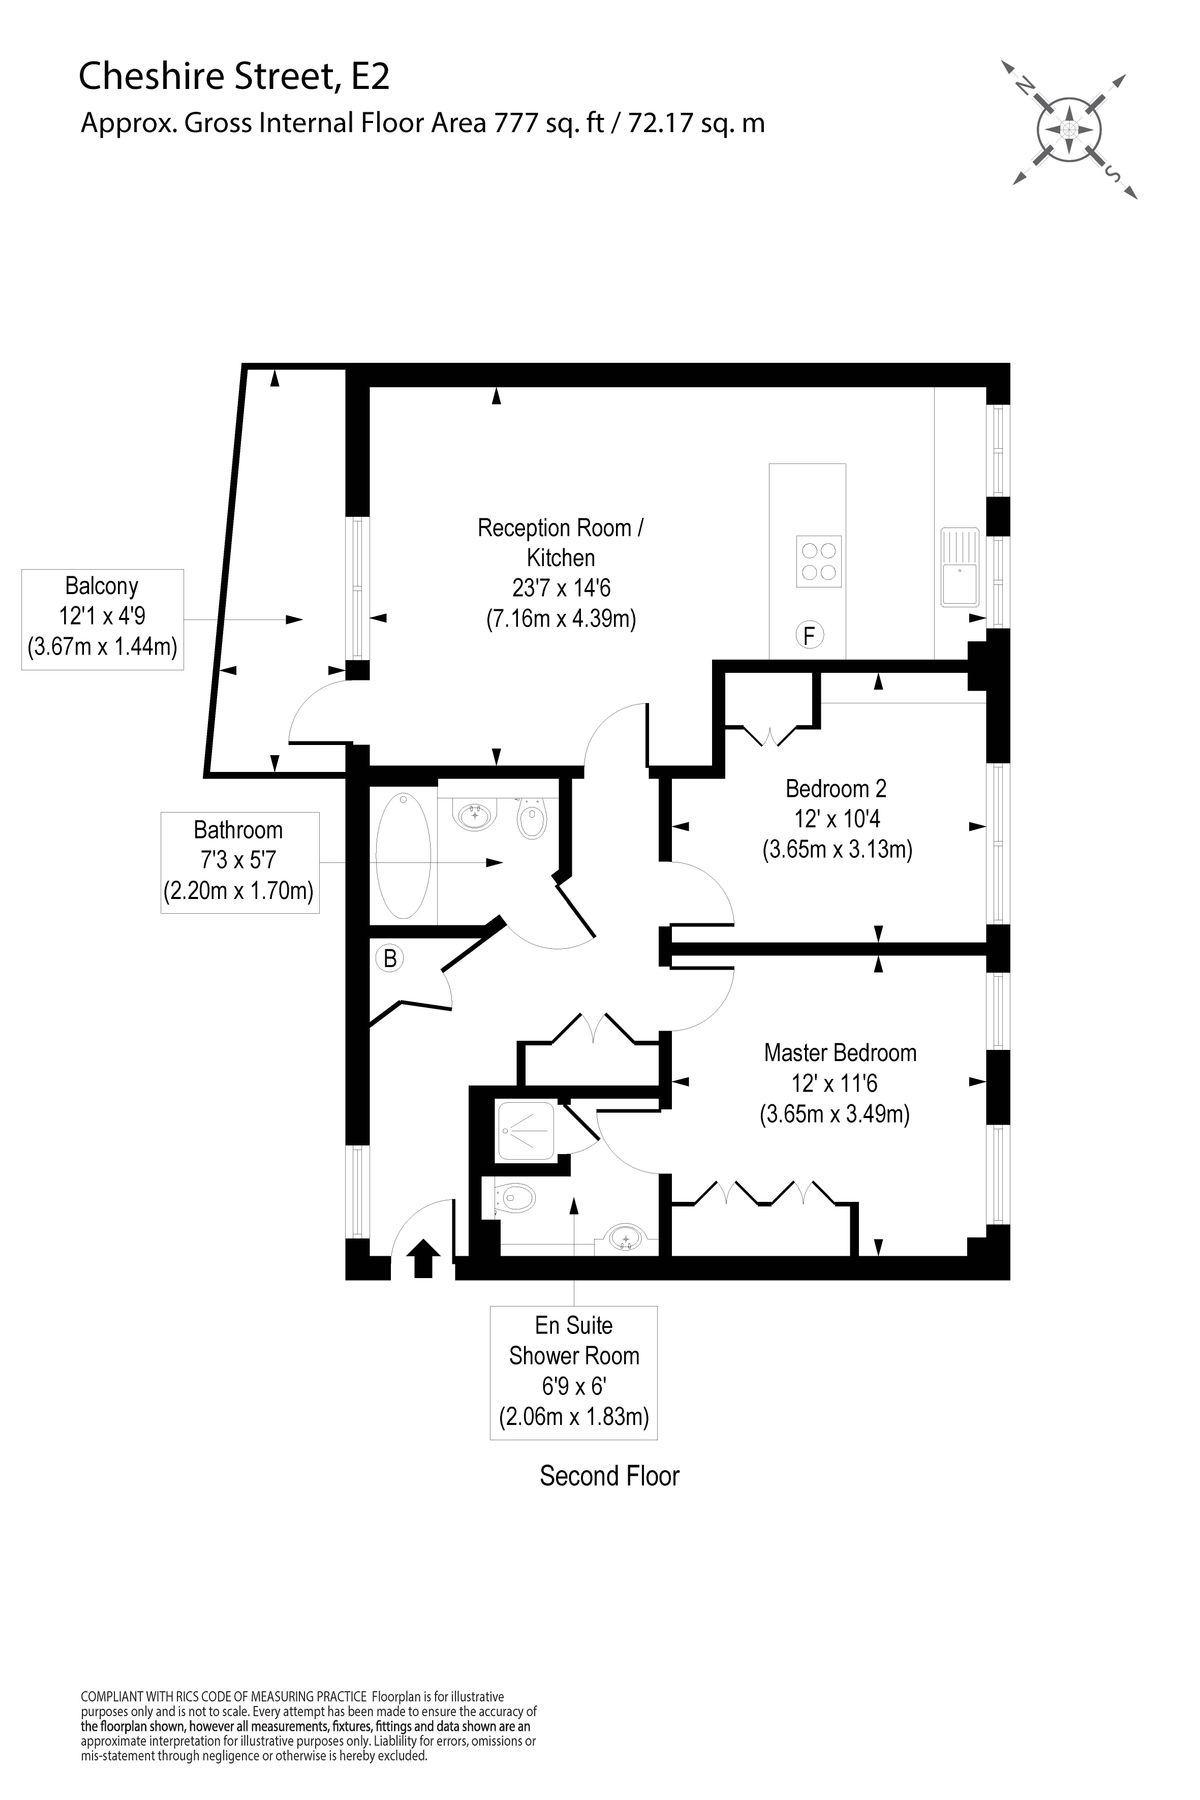 Cheshire Street, E2
Approx. Gross Internal Floor Area 777 sq. ft / 72.17 sq. m
N
S
Reception Room /
Kitchen
23'7 x 14'6
(7.16m x 4.39m)
F
Balcony
12'1 x 4'9
(3.67m x 1.44m)
Bedroom 2
12' x 10'4
(3.65m x 3.13m)
Bathroom
7'3 x 5'7
(2.20m x 1.70m)
B
Master Bedroom
12' x 11'6
(3.65m x 3.49m)
En Suite
Shower Room
6'9 x 6'
(2.06m x 1.83m)
Second Floor
COMPLIANT WITH RICS CODE OF MEASURING PRACTICE Floorplan is for illustrative
purposes only and is not to scale. Every attempt has been made to ensure the accuracy of
the floorplan shown, however all measurements, fixtures, fittings and data shown are an
approximate interpretation for illustrative purposes only. Liablility for errors, omissions or
mis-statement through negligence or otherwise is hereby excluded.